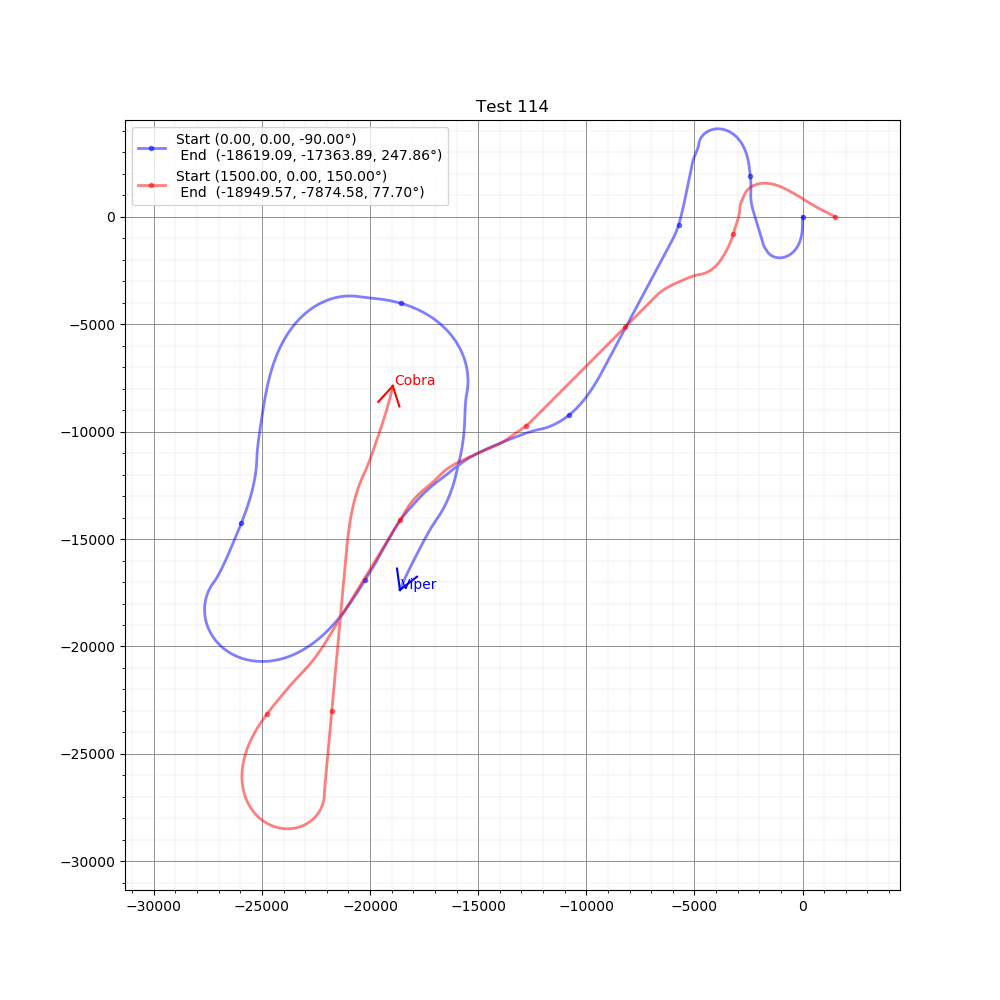 Test 114
Start (0.00, 0.00, -90.00°)
End (-18619.09, -17363.89, 247.86°)
Start (1500.00, 0.00, 150.00°)
End (-18949.57, -7874.58, 77.70°)
0
−5000
−10000
−15000
−20000
−25000
−30000
Cobra
Viper
−30000 −25000 −20000 −15000 −10000 −5000 0